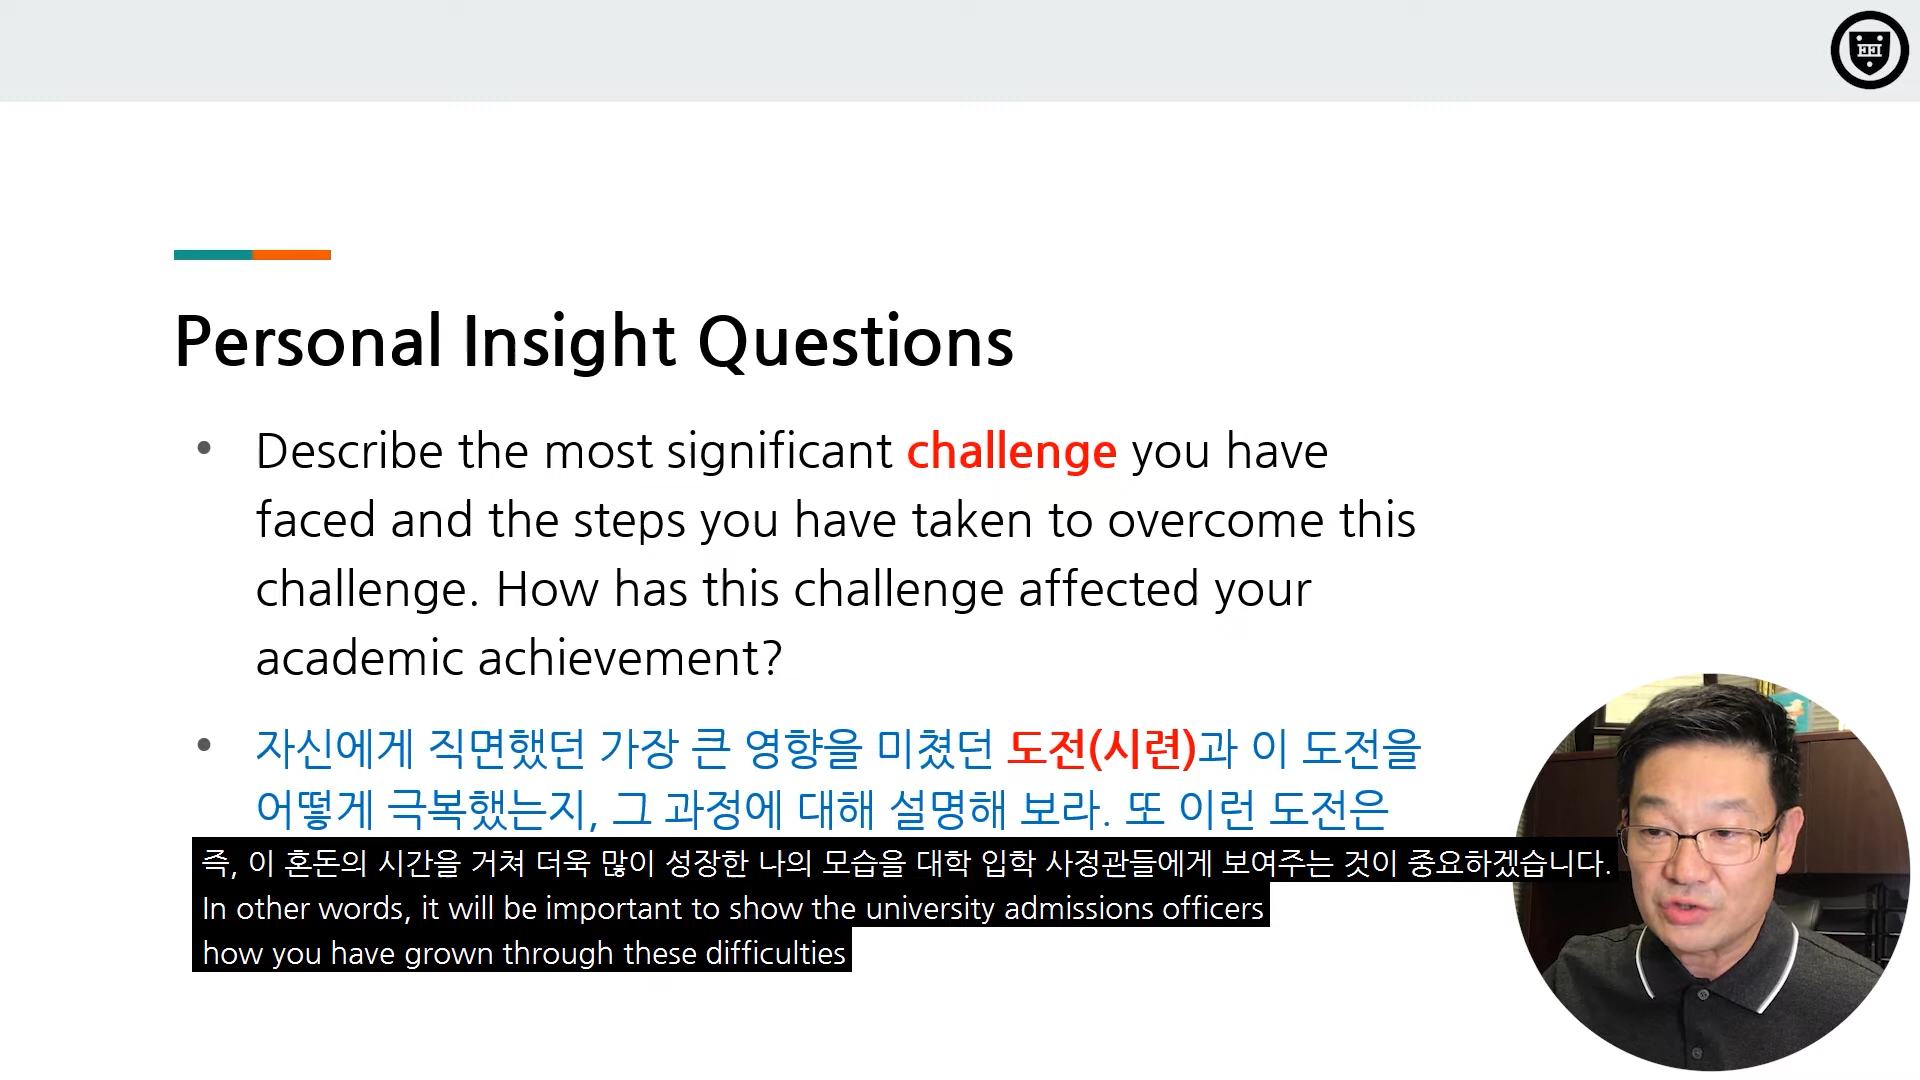 EEI
Personal Insight Questions
• Describe the most significant challenge you have
faced and the steps you have taken to overcome this
challenge. How has this challenge affected your
academic achievement?
• 자신에게 직면했던 가장 큰 영향을 미쳤던 도전(시련)과 이 도전을
어떻게 극복했는지, 그 과정에 대해 설명해 보라. 또 이런 도전은
즉, 이 혼돈의 시간을 거쳐 더욱 많이 성장한 나의 모습을 대학 입학 사정관들에게 보여주는 것이 중요하겠습니다.
In other words, it will be important to show the university admissions officers
how you have grown through these difficulties